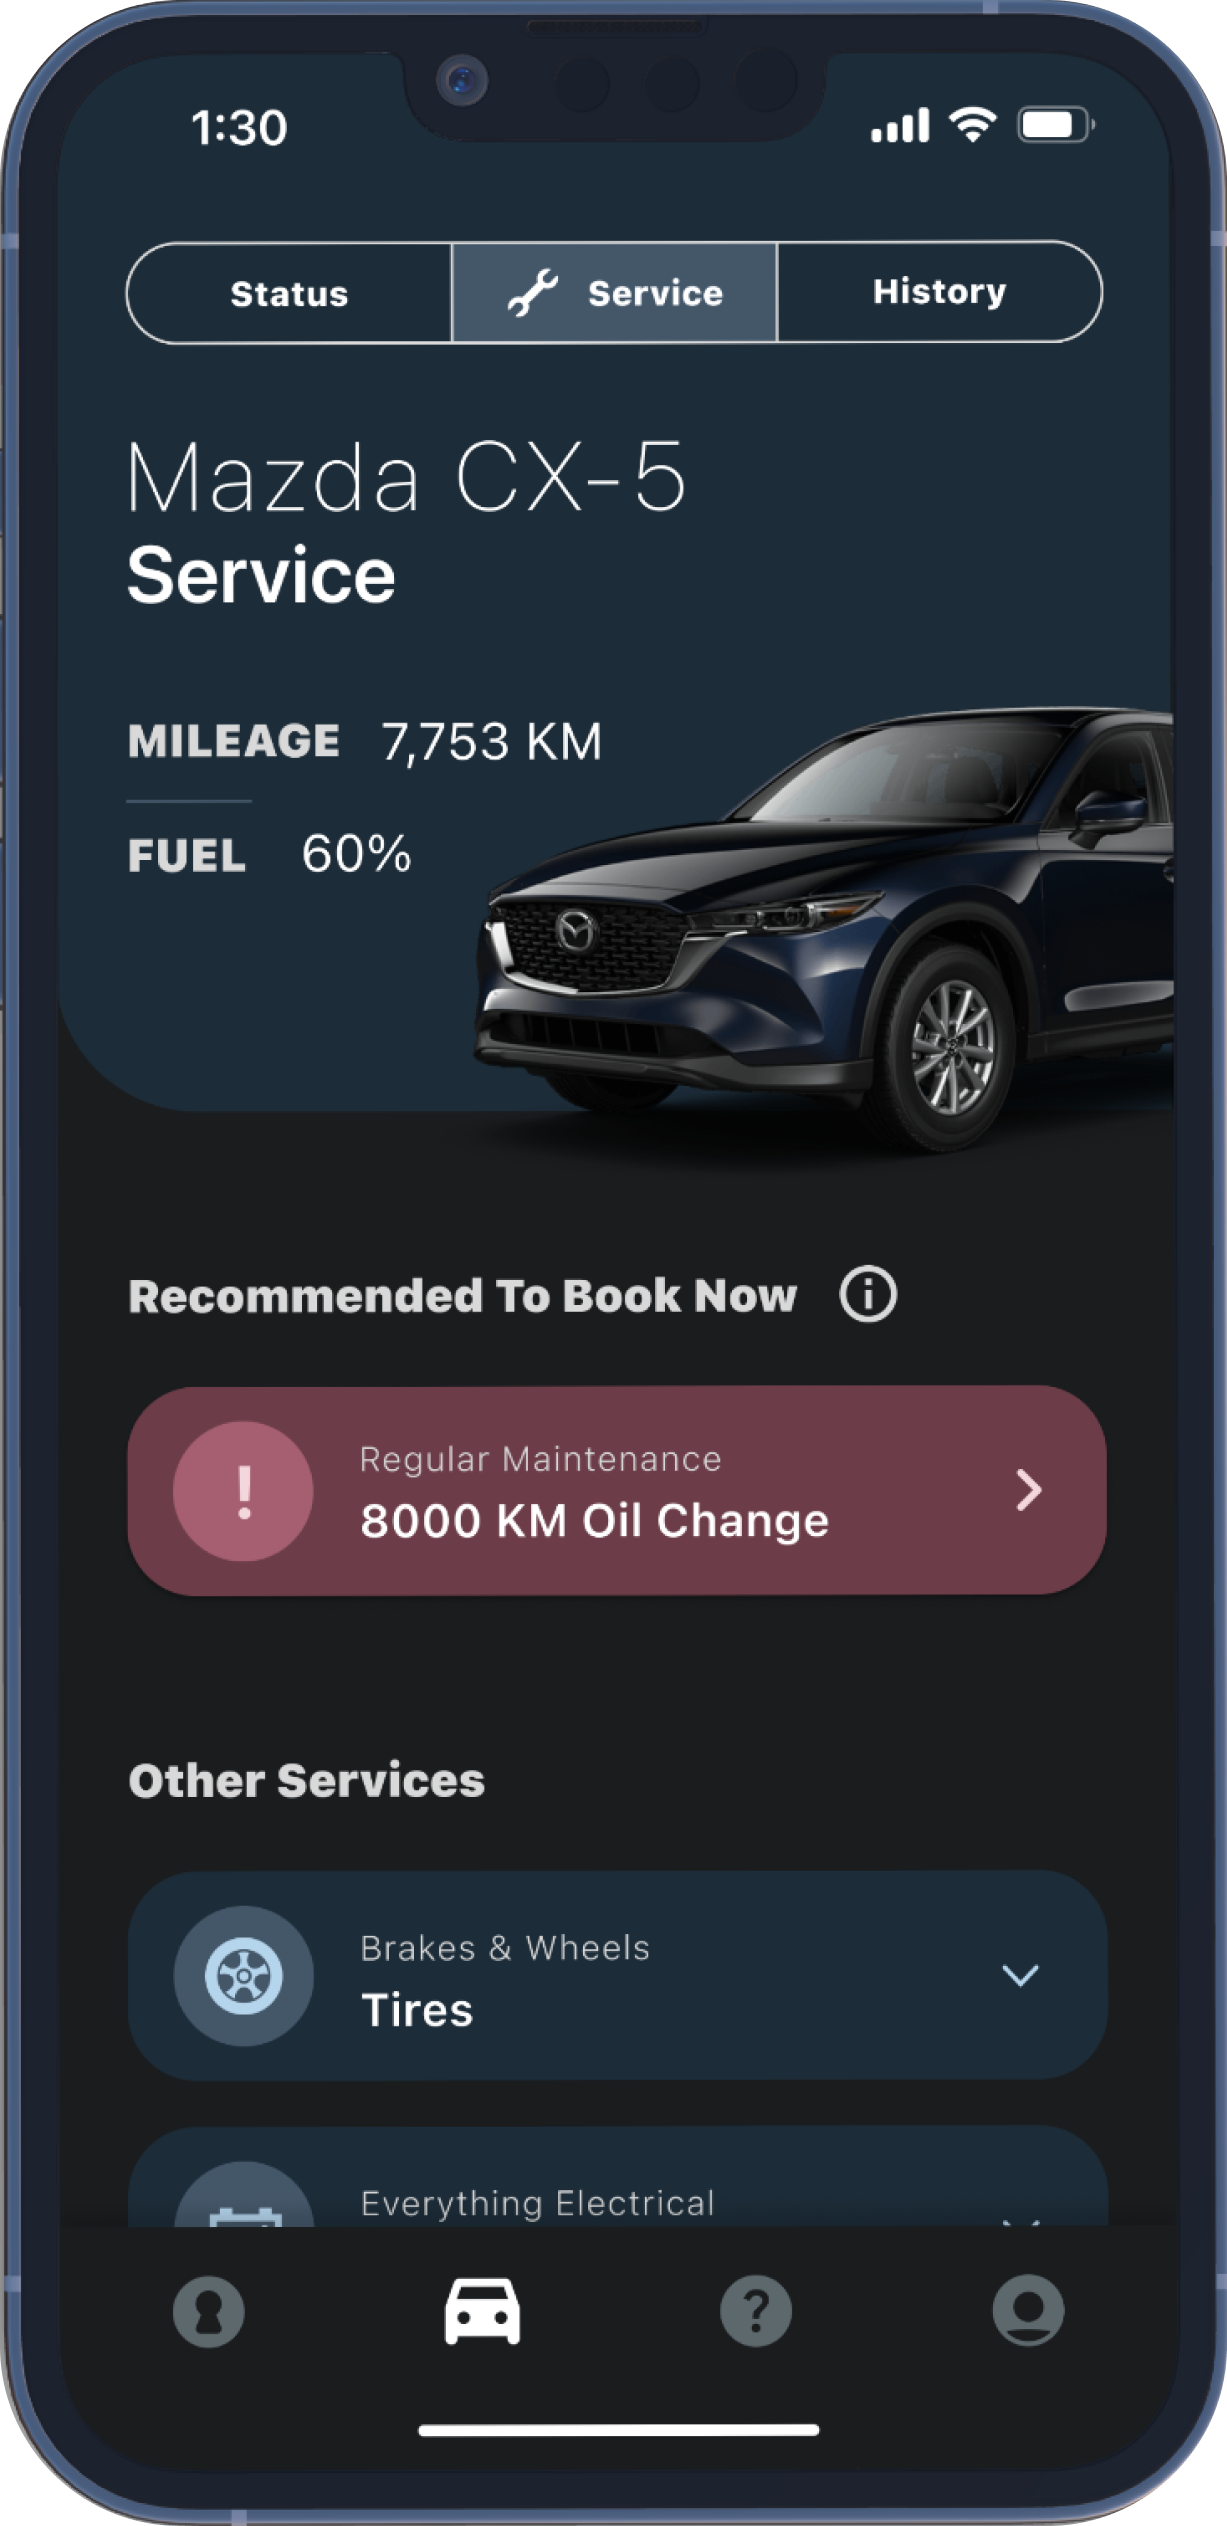 1:30
Status
Service
History
Mazda CX-5
Service
MILEAGE 7,753 KM
FUEL 60%
Recommended To Book Now
Regular Maintenance
8000 KM Oil Change
Other Services
Brakes & Wheels
Tires
Everything Electrical